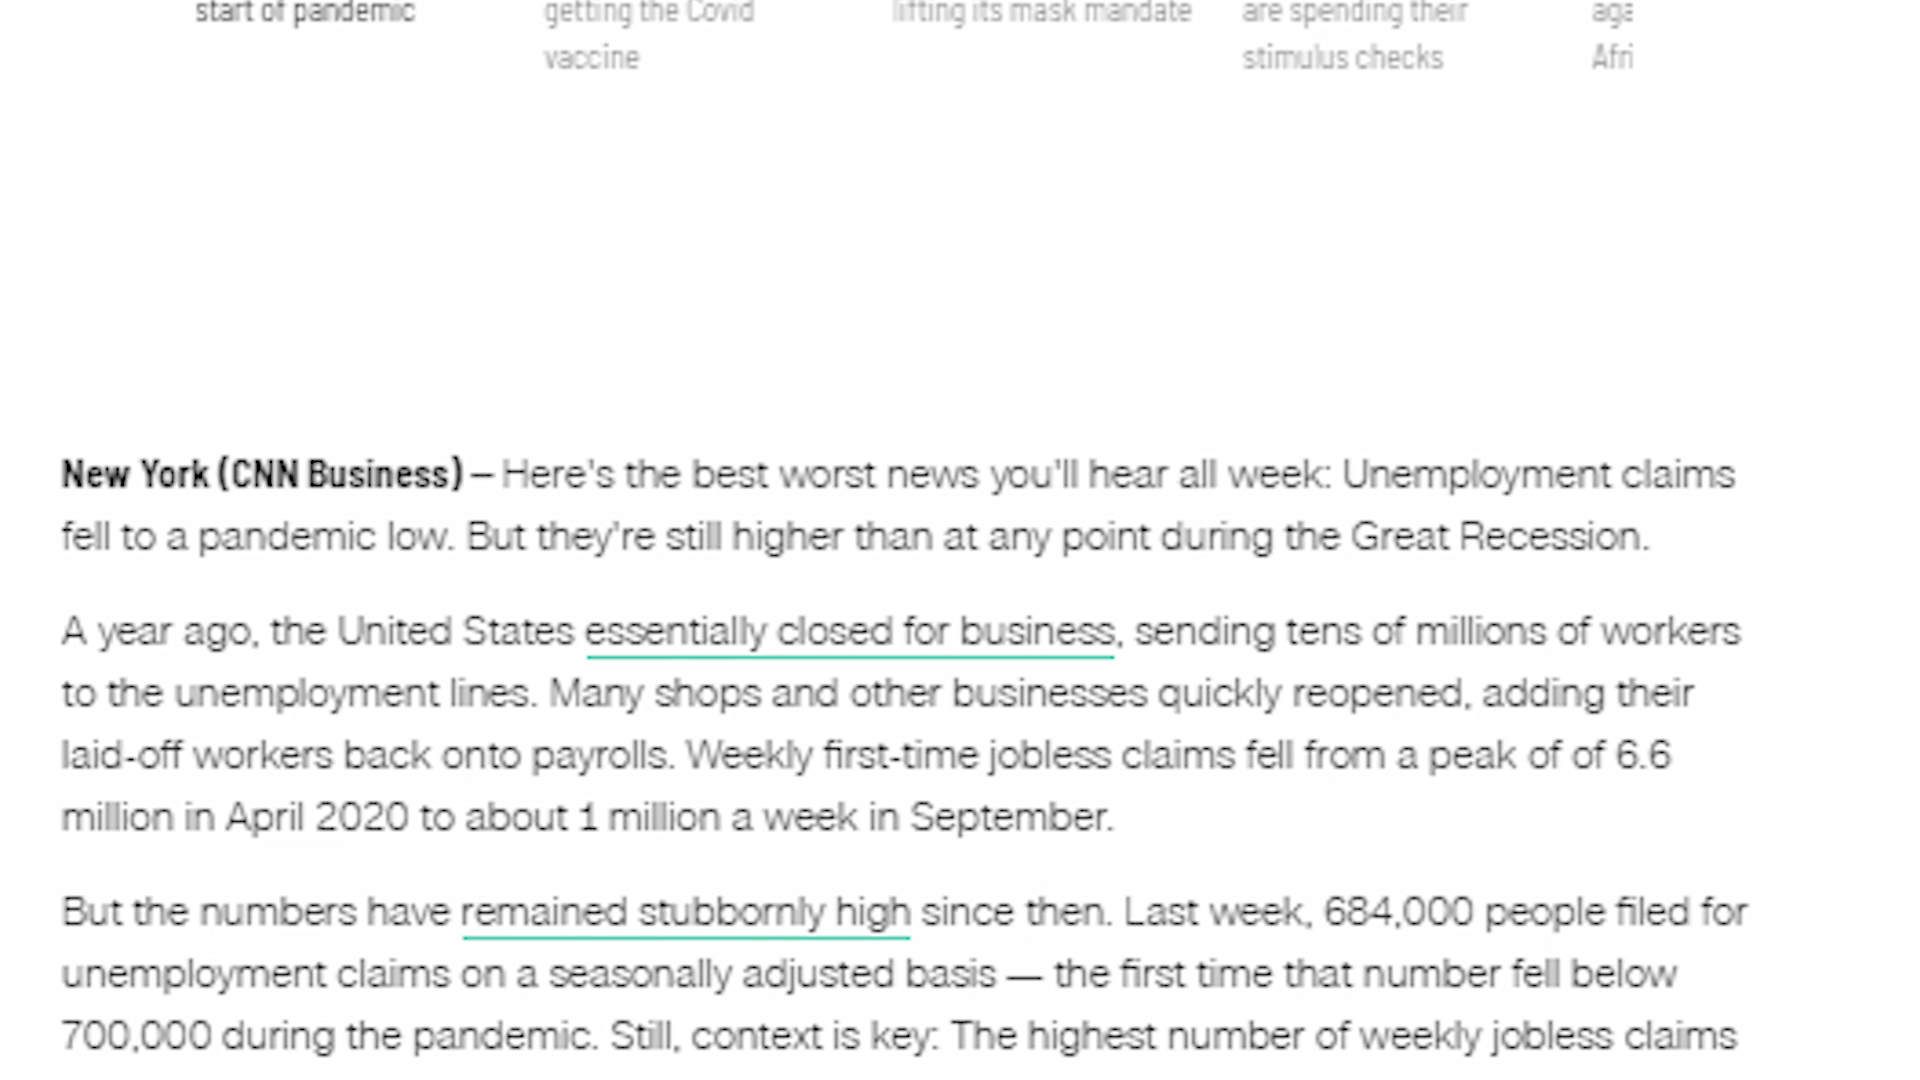 start of pandemic
getting the Covid
vaccine
lifting its mask mandate
are spending their
stimulus checks
aga
Afri
New York (CNN Business) — Here's the best worst news you'll hear all week: Unemployment claims
fell to a pandemic low. But they're still higher than at any point during the Great Recession.
A year ago, the United States essentially closed for business, sending tens of millions of workers
to the unemployment lines. Many shops and other businesses quickly reopened, adding their
laid-off workers back onto payrolls. Weekly first-time jobless claims fell from a peak of of 6.6
million in April 2020 to about 1 million a week in September.
But the numbers have remained stubbornly high since then. Last week, 684,000 people filed for
unemployment claims on a seasonally adjusted basis — the first time that number fell below
700,000 during the pandemic. Still, context is key: The highest number of weekly jobless claims